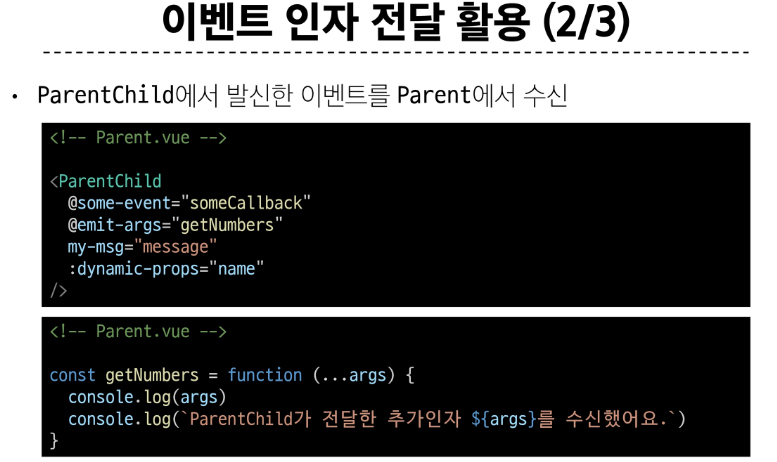 이벤트 인자 전달 활용 (2/3)
• ParentChild에서 발신한 이벤트를 Parent에서 수신
<!-- Parent.vue -->
<ParentChild
@some-event="someCallback"
@emit-args="getNumbers"
my-msg="message"
:dynamic-props="name"
/>
<!-- Parent.vue -->
const getNumbers = function (...args) {
console.log(args)
console.log(`ParentChild가 전달한 추가인자 ${args}를 수신했어요.`)
}